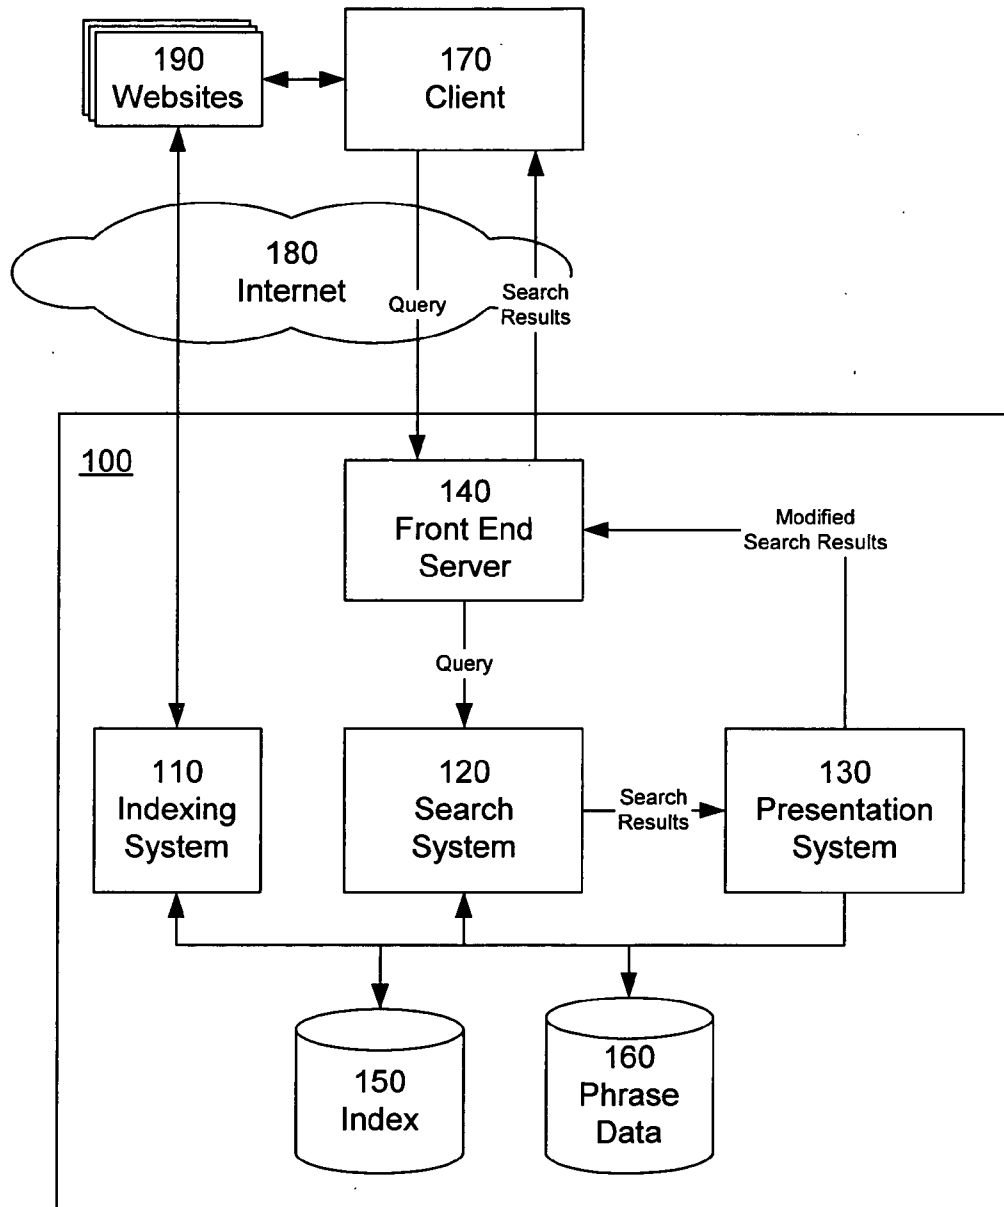 190
Websites
170
Client
180
Internet
Query
Search
Results
100
140
Front End
Server
Modified
Search Results
Query
110
Indexing
System
120
Search
System
Search
Results
130
Presentation
System
150
Index
160
Phrase
Data